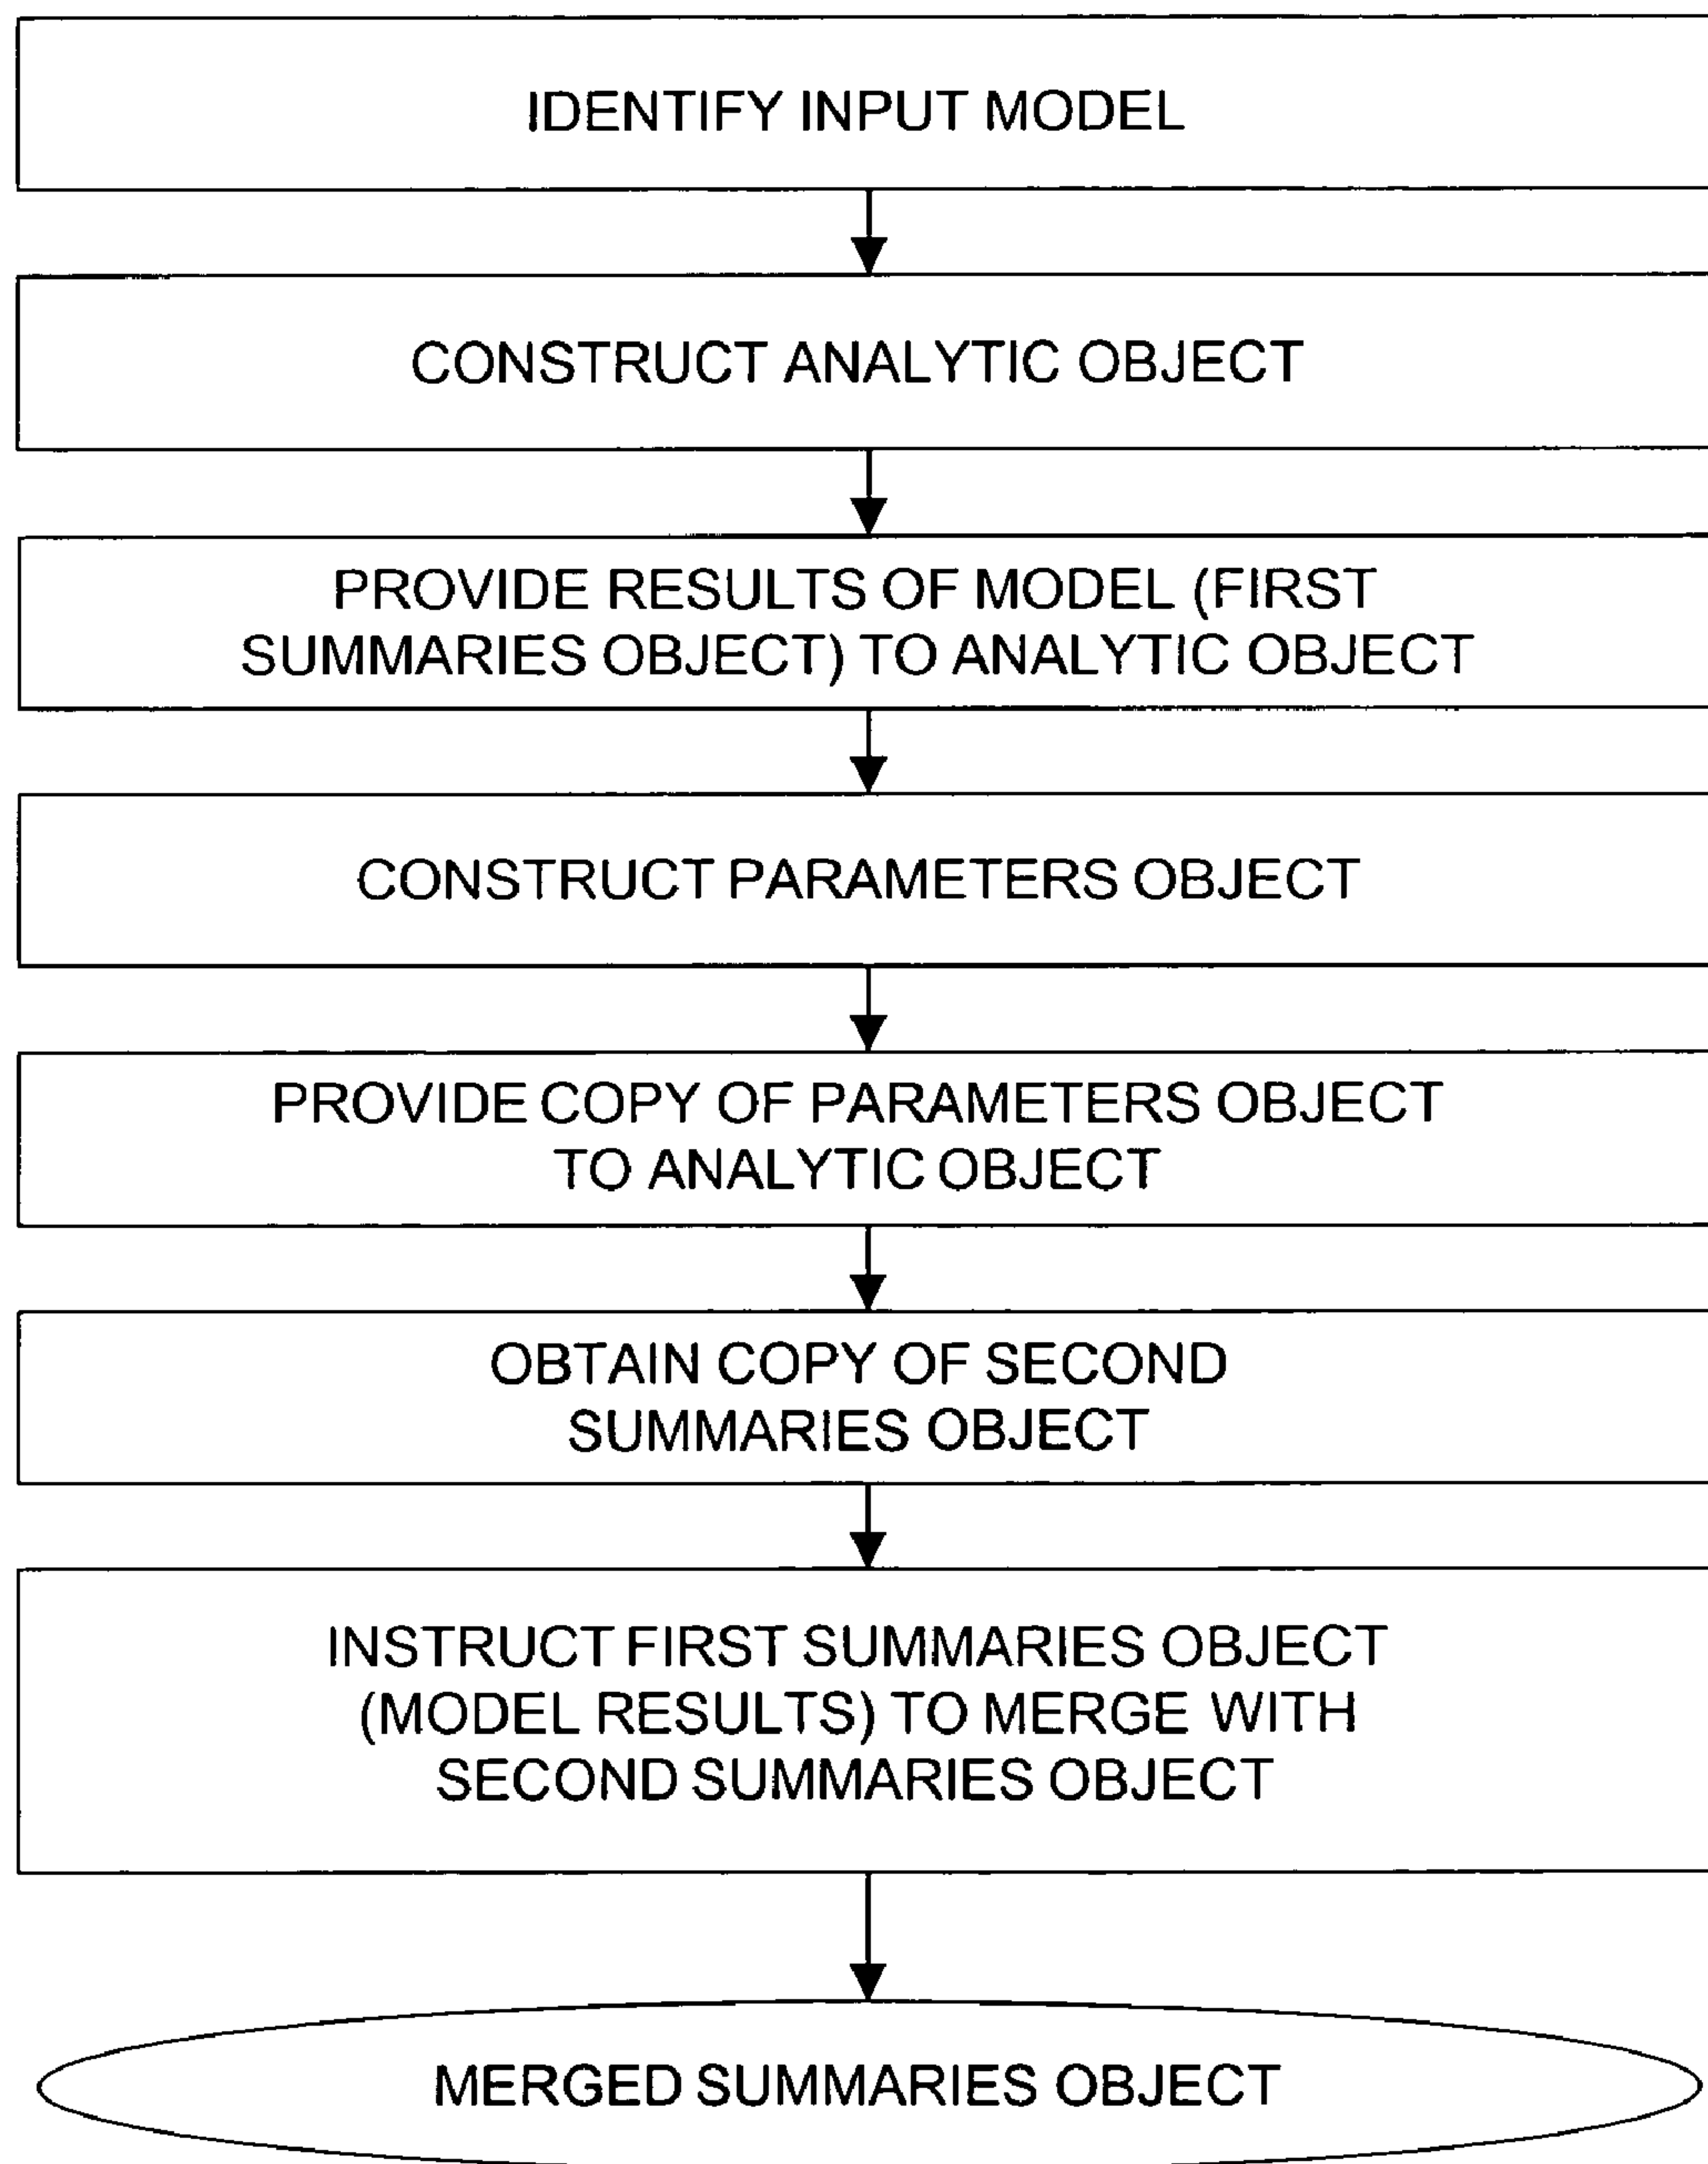 IDENTIFY INPUT MODEL
CONSTRUCT ANALYTIC OBJECT
PROVIDE RESULTS OF MODEL (FIRST
SUMMARIES OBJECT) TO ANALYTIC OBJECT
CONSTRUCT PARAMETERS OBJECT
PROVIDE COPY OF PARAMETERS OBJECT
TO ANALYTIC OBJECT
OBTAIN COPY OF SECOND
SUMMARIES OBJECT
INSTRUCT FIRST SUMMARIES OBJECT
(MODEL RESULTS) TO MERGE WITH
SECOND SUMMARIES OBJECT
MERGED SUMMARIES OBJECT